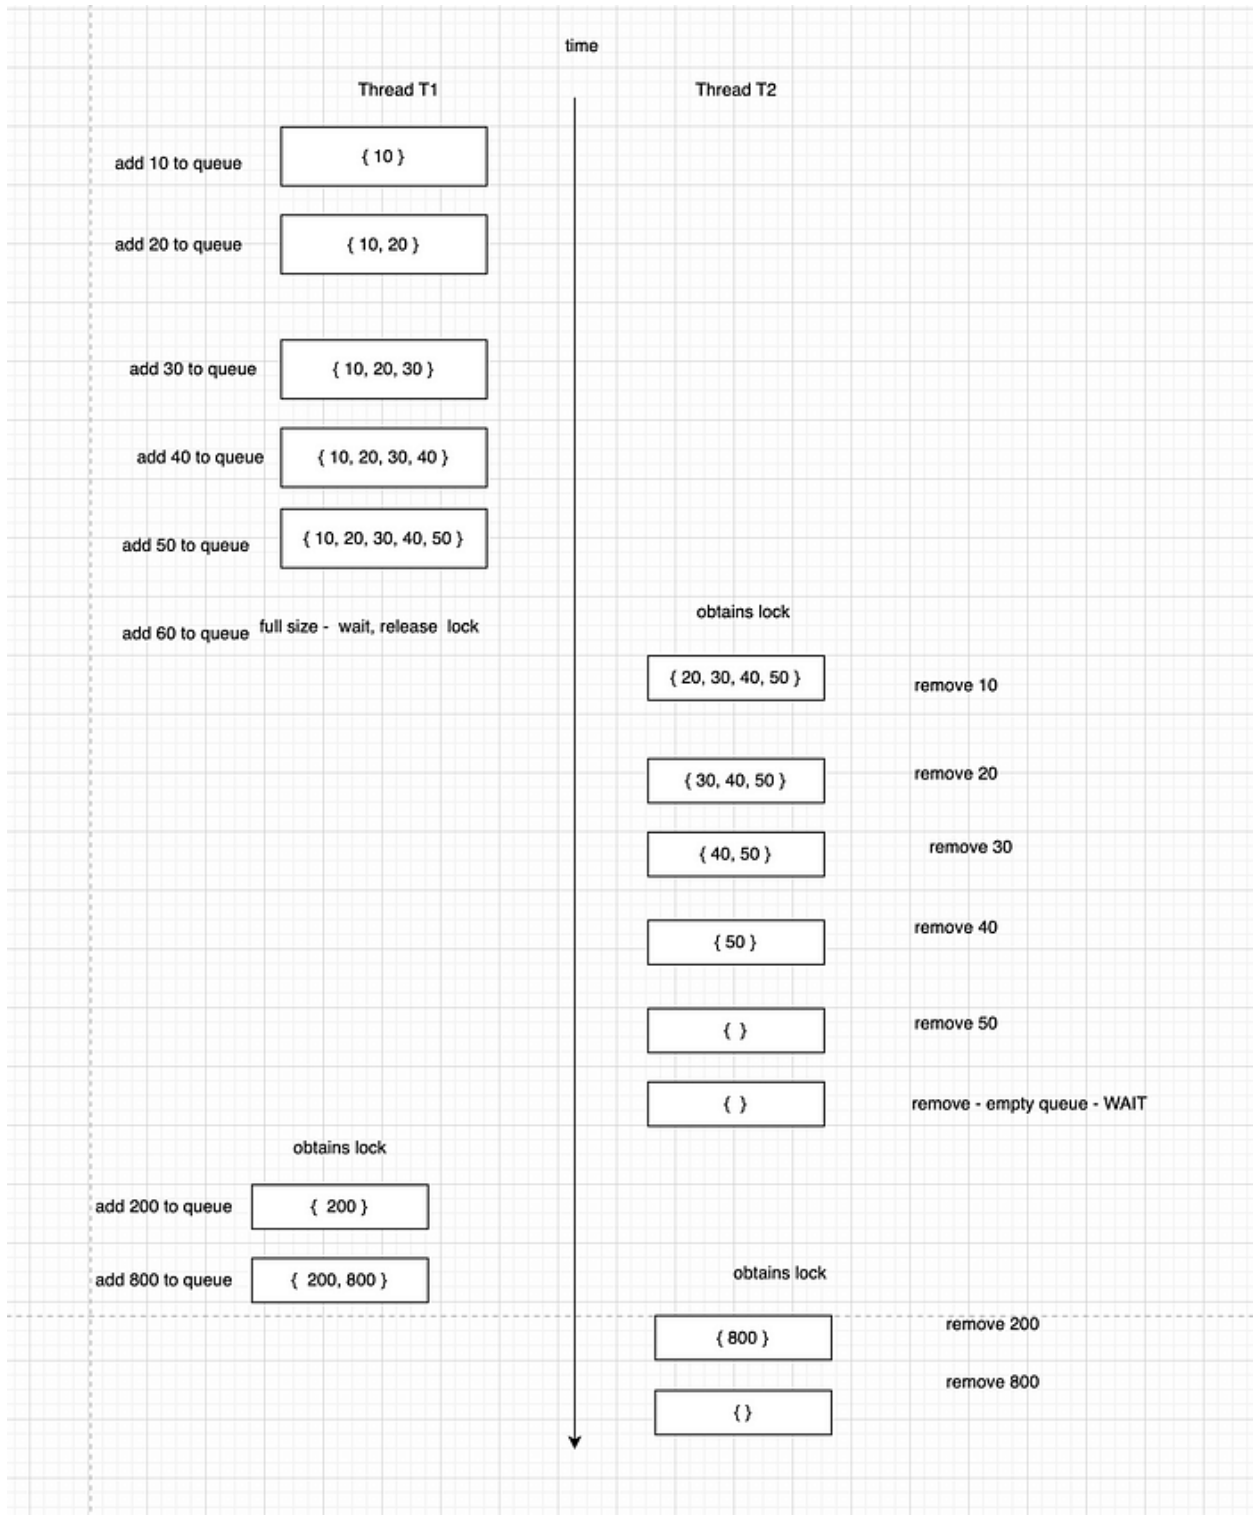 time
Thread T1
Thread T2
add 10 to queue
{ 10 }
add 20 to queue
{ 10, 20 }
add 30 to queue
{ 10, 20, 30 }
add 40 to queue
{ 10, 20, 30, 40 }
add 50 to queue
{ 10, 20, 30, 40, 50 }
add 60 to queue
full size - wait, release lock
obtains lock
{ 20, 30, 40, 50 }
remove 10
{ 30, 40, 50 }
remove 20
{ 40, 50 }
remove 30
{ 50 }
remove 40
{ }
remove 50
{ }
remove - empty queue - WAIT
obtains lock
add 200 to queue
{ 200 }
add 800 to queue
{ 200, 800 }
obtains lock
{ 800 }
remove 200
remove 800
{ }